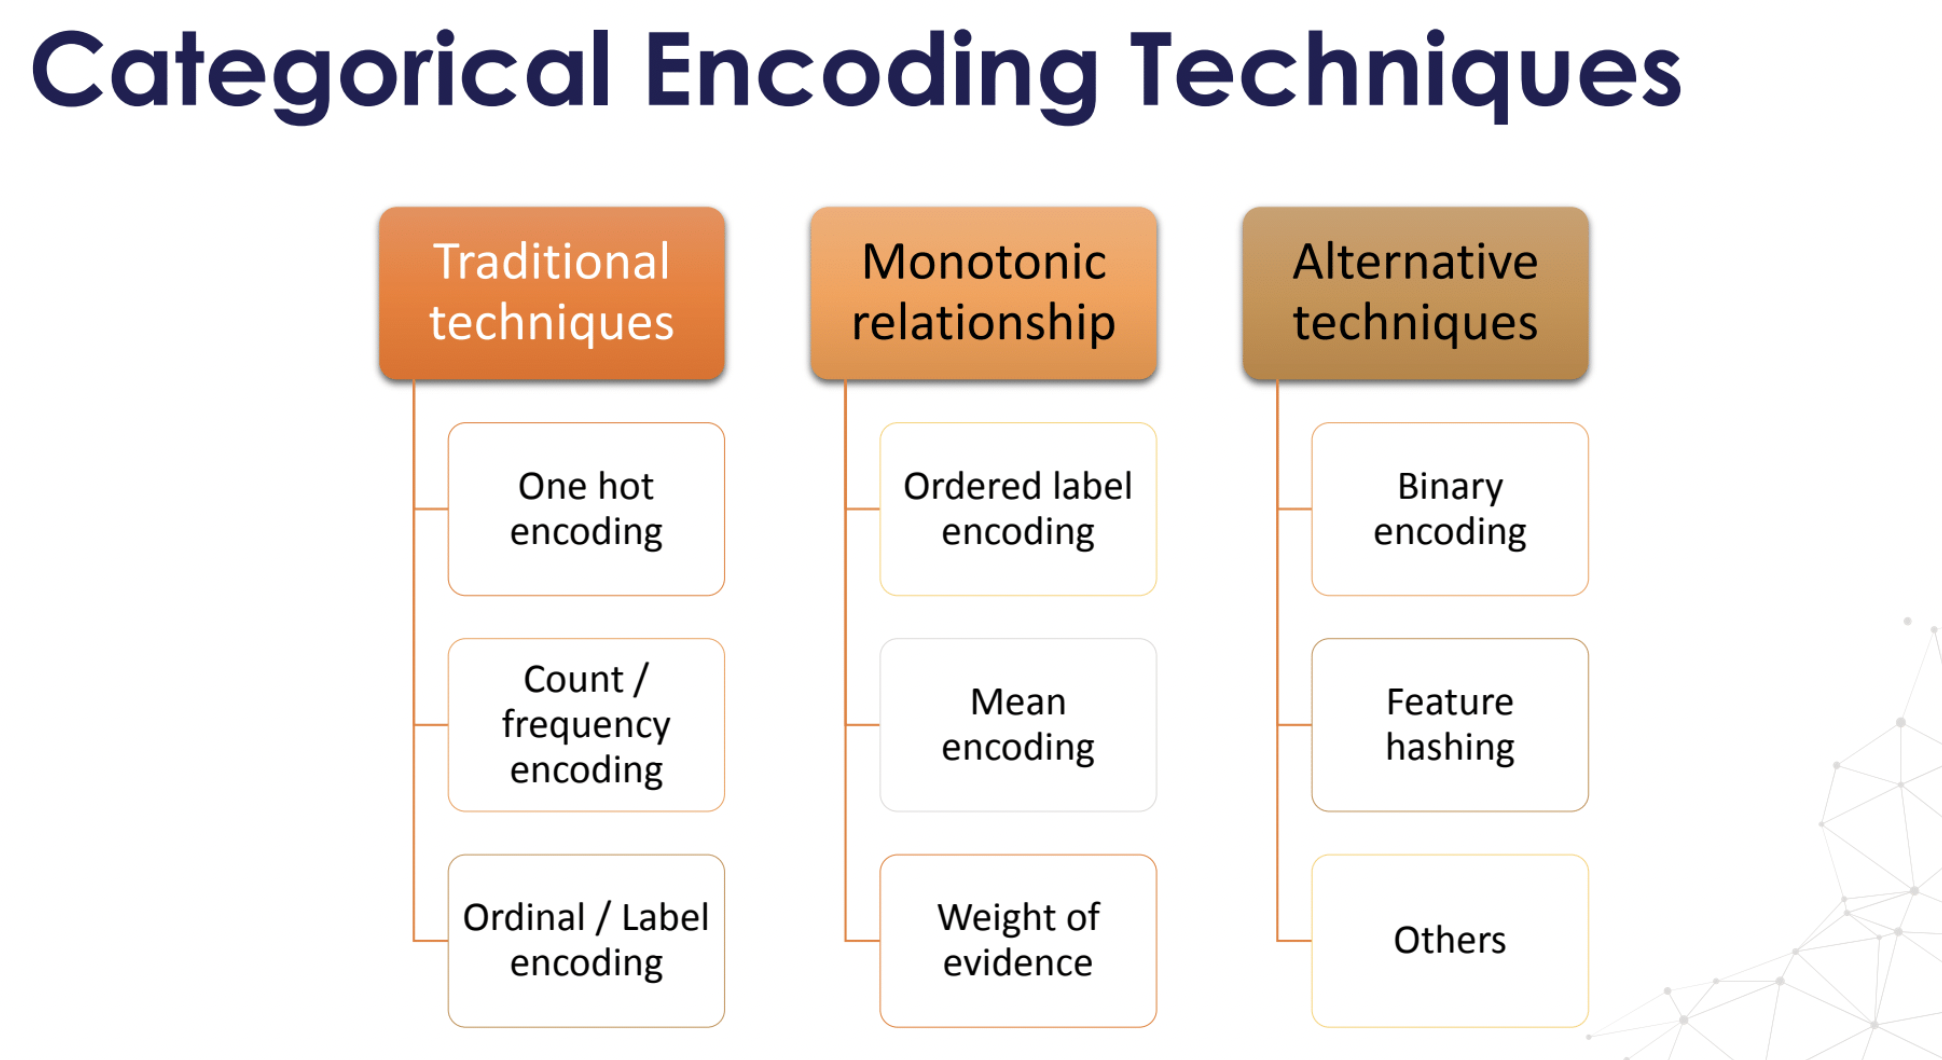 Categorical Encoding Techniques
Traditional
techniques
One hot
encoding
Count /
frequency
encoding
Ordinal / Label
encoding
Monotonic
relationship
Ordered label
encoding
Mean
encoding
Weight of
evidence
Alternative
techniques
Binary
encoding
Feature
hashing
Others